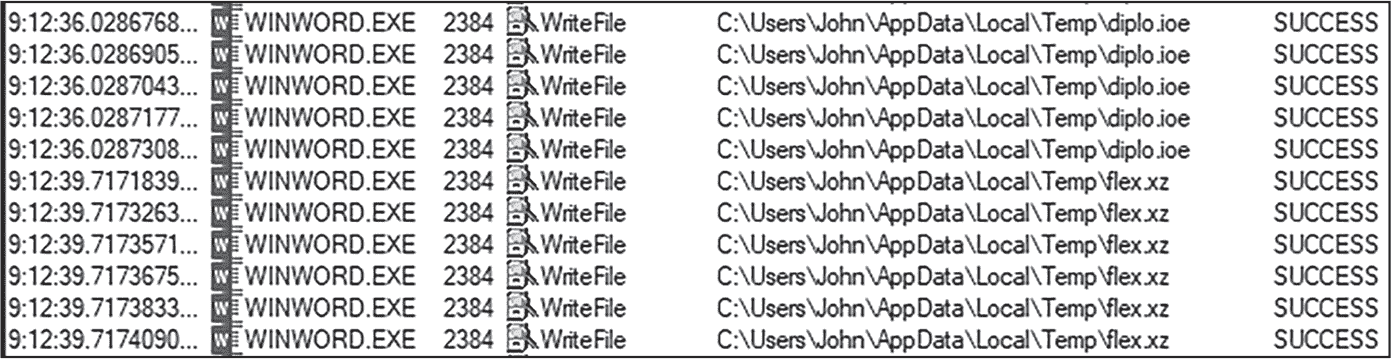 9:12:36.0286768... WINWORD.EXE 2384 WriteFile C:\Users\John\AppData\Local\Temp\diplo.ioe SUCCESS
9:12:36.0286905... WINWORD.EXE 2384 WriteFile C:\Users\John\AppData\Local\Temp\diplo.ioe SUCCESS
9:12:36.0287043... WINWORD.EXE 2384 WriteFile C:\Users\John\AppData\Local\Temp\diplo.ioe SUCCESS
9:12:36.0287177... WINWORD.EXE 2384 WriteFile C:\Users\John\AppData\Local\Temp\diplo.ioe SUCCESS
9:12:36.0287308... WINWORD.EXE 2384 WriteFile C:\Users\John\AppData\Local\Temp\diplo.ioe SUCCESS
9:12:39.7171839... WINWORD.EXE 2384 WriteFile C:\Users\John\AppData\Local\Temp\flex.xz SUCCESS
9:12:39.7173263... WINWORD.EXE 2384 WriteFile C:\Users\John\AppData\Local\Temp\flex.xz SUCCESS
9:12:39.7173571... WINWORD.EXE 2384 WriteFile C:\Users\John\AppData\Local\Temp\flex.xz SUCCESS
9:12:39.7173675... WINWORD.EXE 2384 WriteFile C:\Users\John\AppData\Local\Temp\flex.xz SUCCESS
9:12:39.7173833... WINWORD.EXE 2384 WriteFile C:\Users\John\AppData\Local\Temp\flex.xz SUCCESS
9:12:39.7174090... WINWORD.EXE 2384 WriteFile C:\Users\John\AppData\Local\Temp\flex.xz SUCCESS